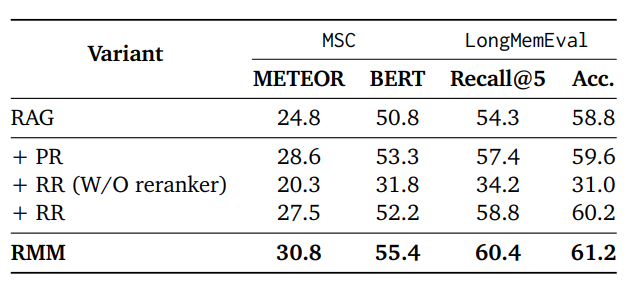 Variant MSC LongMemEval
METEOR BERT Recall@5 Acc.
RAG 24.8 50.8 54.3 58.8
+ PR 28.6 53.3 57.4 59.6
+ RR (W/O reranker) 20.3 31.8 34.2 31.0
+ RR 27.5 52.2 58.8 60.2
RMM 30.8 55.4 60.4 61.2